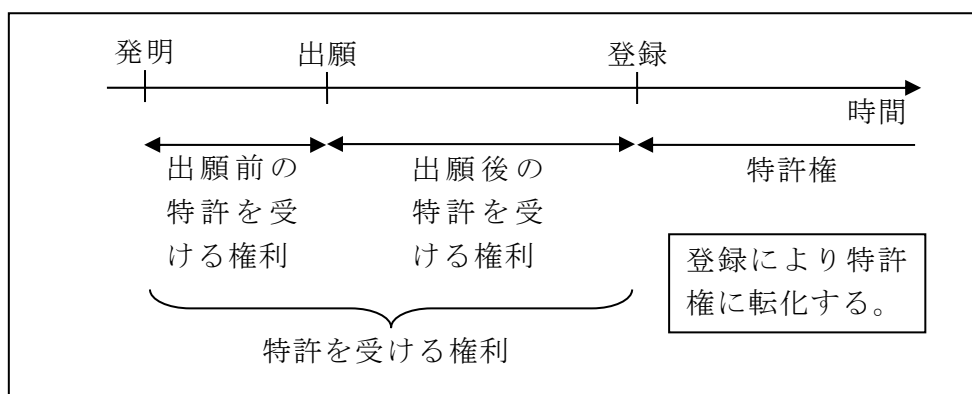 発明
出願
登録
時間
出願前の
特許を受
ける権利
出願後の
特許を受
ける権利
特許権
登録により特許
権に転化する。
特許を受ける権利